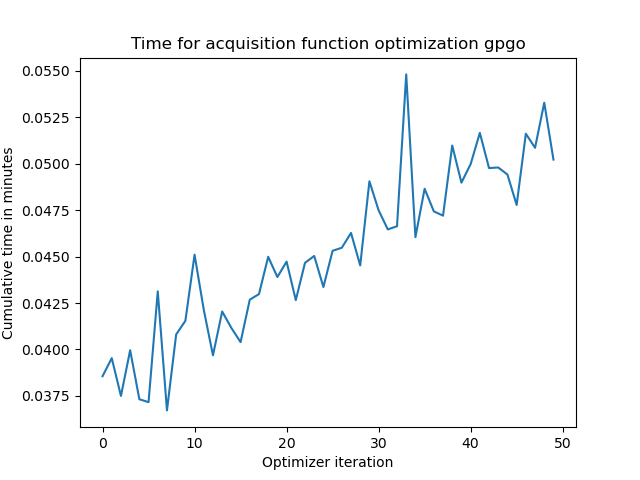 Time for acquisition function optimization gpgo
Cumulative time in minutes
0.0550
0.0525
0.0500
0.0475
0.0450
0.0425
0.0400
0.0375
0 10 20 30 40 50
Optimizer iteration